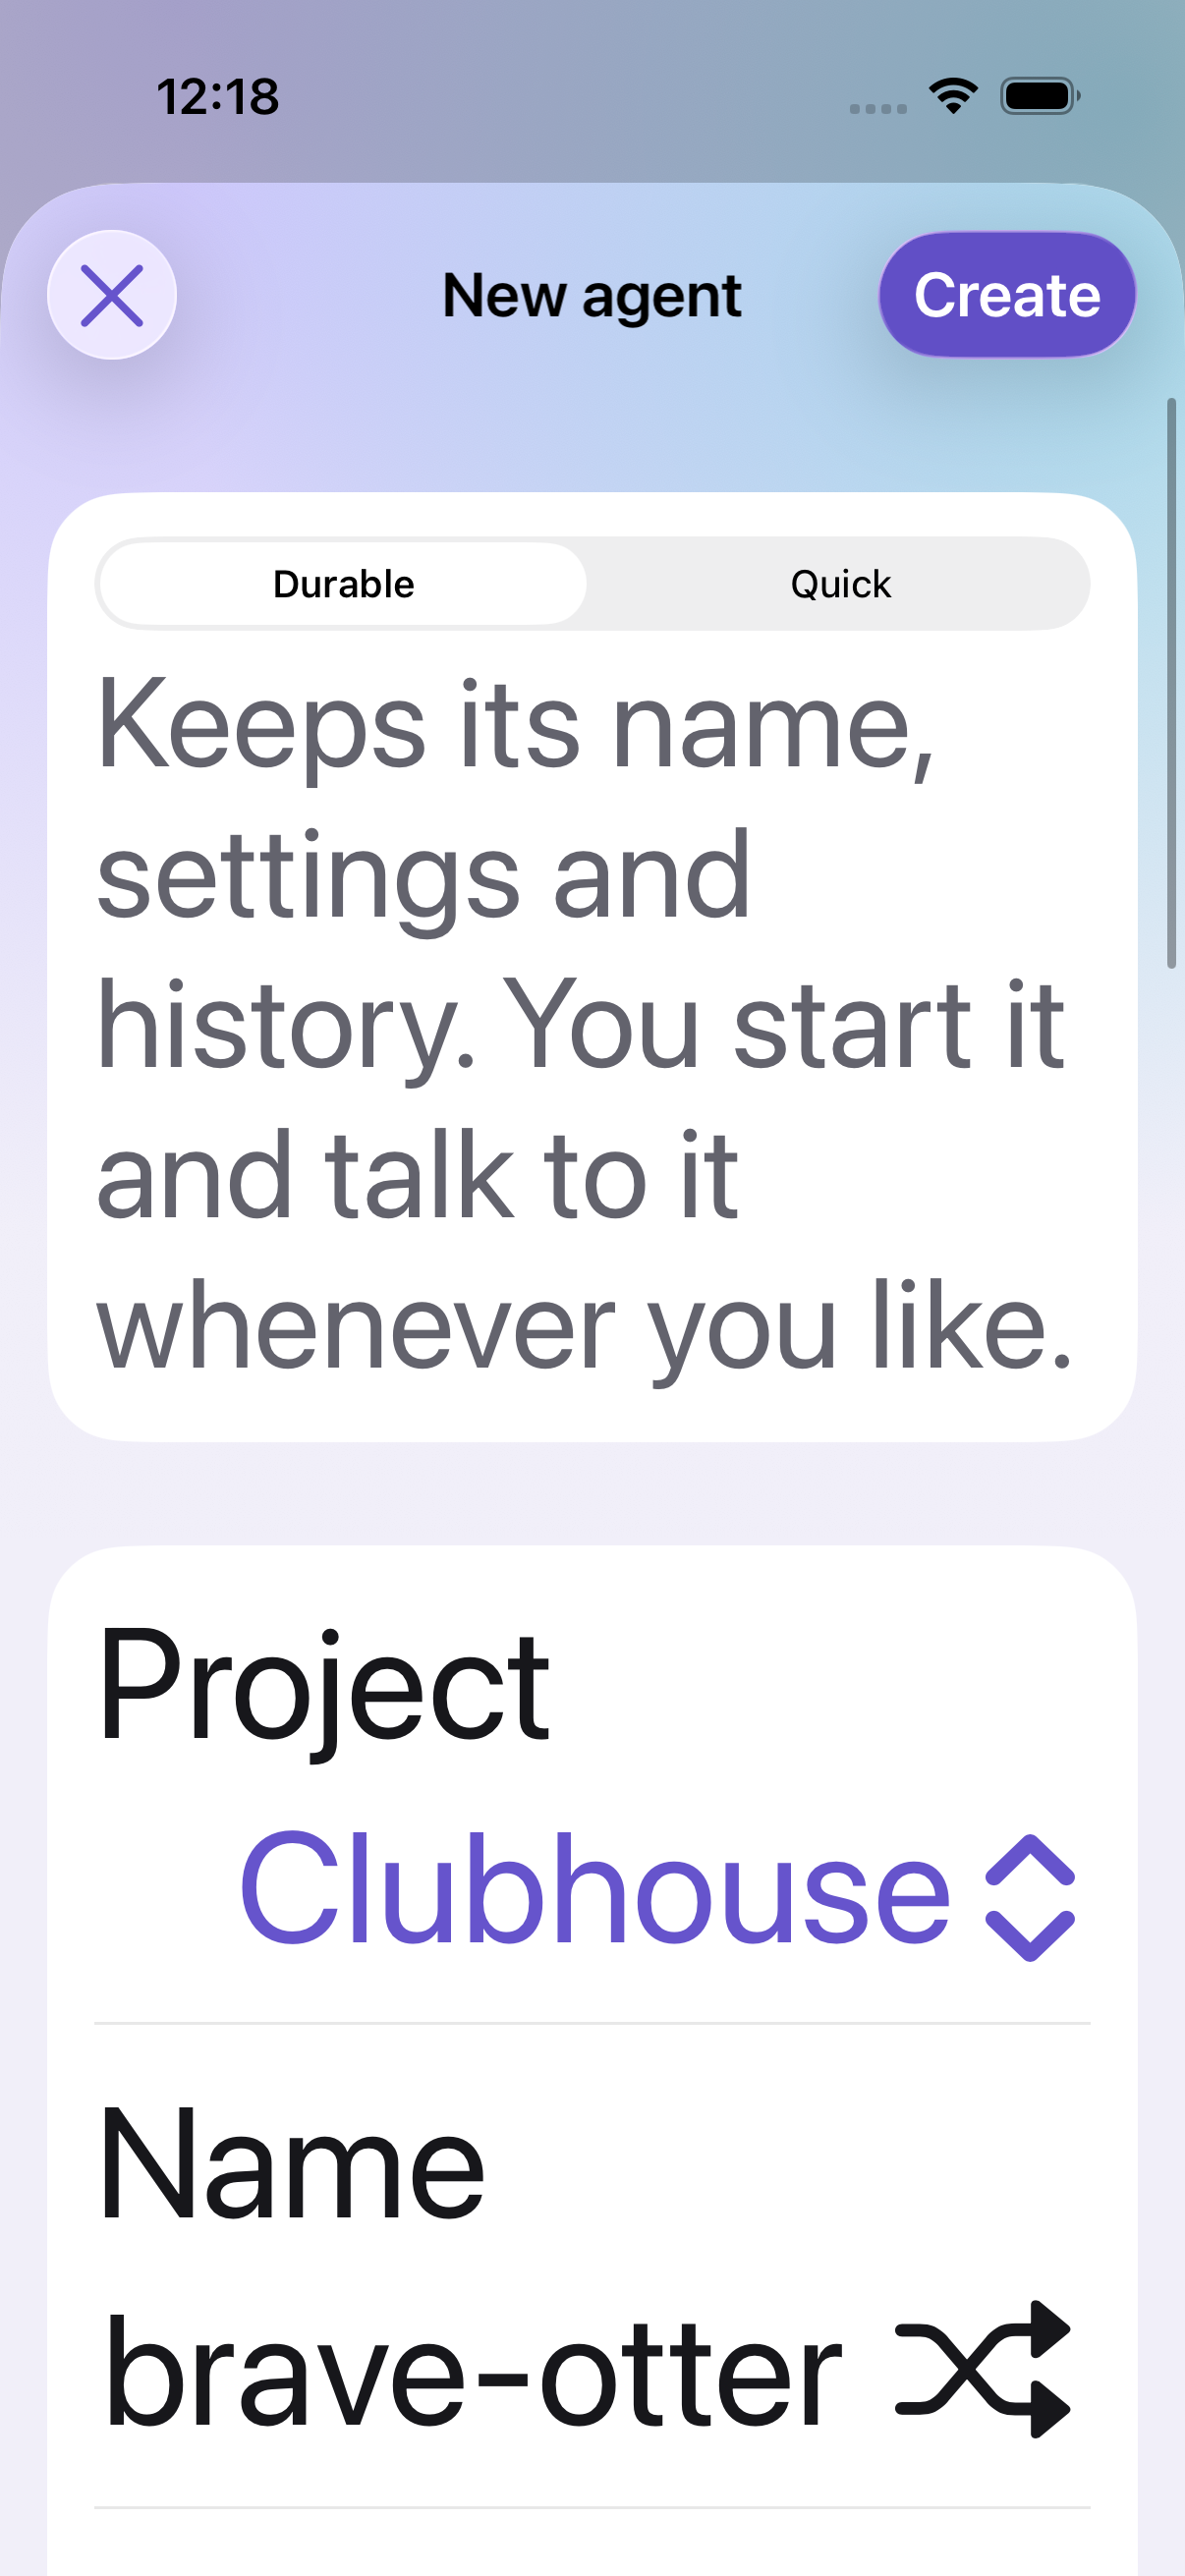 12:18
New agent
Create
Durable
Quick
Keeps its name,
settings and
history. You start it
and talk to it
whenever you like.
Project
Clubhouse
Name
brave-otter